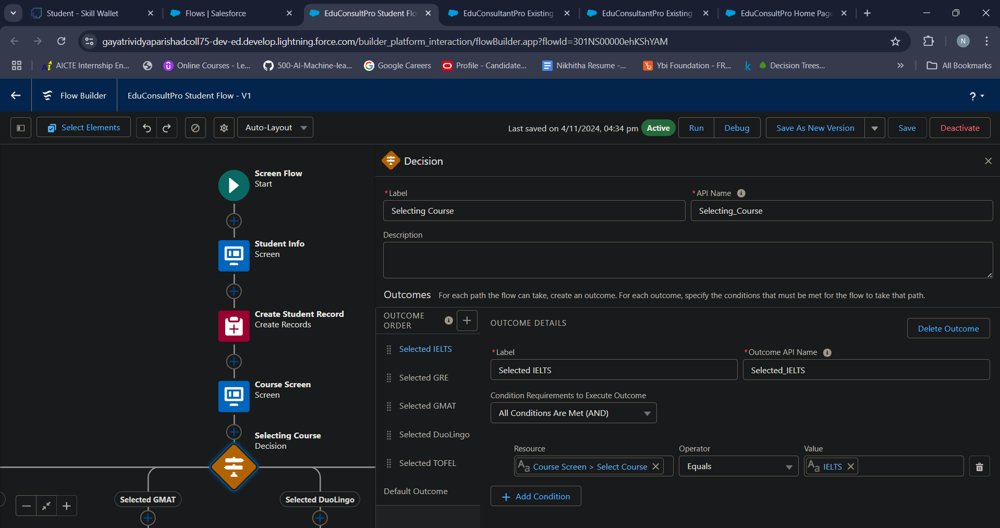 Student - Skill Wallet
Flows | Salesforce
EduConsultPro Student Flo
EduConsultantPro Existing
EduConsultantPro Existing
EduConsultPro Home Page
gayatrividyaparishadcoll75-dev-ed.develop.lightning.force.com/builder_platform_interaction/flowBuilder.app?flowId=301NS00000ehKShYAM
N
AICTE Internship En...
Online Courses - Le...
500-AI-Machine-lea...
Google Careers
Profile - Candidate...
Nikhitha Resume -...
Ybi Foundation - FR...
k
Decision Trees...
All Bookmarks
Flow Builder
EduConsultPro Student Flow - V1
?
Select Elements
Auto-Layout
Last saved on 4/11/2024, 04:34 pm
Active
Run
Debug
Save As New Version
Save
Deactivate
Screen Flow
Start
Student Info
Screen
Create Student Record
Create Records
Course Screen
Screen
Selecting Course
Decision
Selected GMAT
Selected DuoLingo
Decision
*Label
*API Name
Selecting Course
Selecting_Course
Description
Outcomes For each path the flow can take, create an outcome. For each outcome, specify the conditions that must be met for the flow to take that path.
OUTCOME
ORDER
Selected IELTS
Selected GRE
Selected GMAT
Selected DuoLingo
Selected TOFEL
Default Outcome
OUTCOME DETAILS
Delete Outcome
*Label
*Outcome API Name
Selected IELTS
Selected_IELTS
Condition Requirements to Execute Outcome
All Conditions Are Met (AND)
Resource
Operator
Value
Aa Course Screen > Select Course
Equals
Aa IELTS
Add Condition